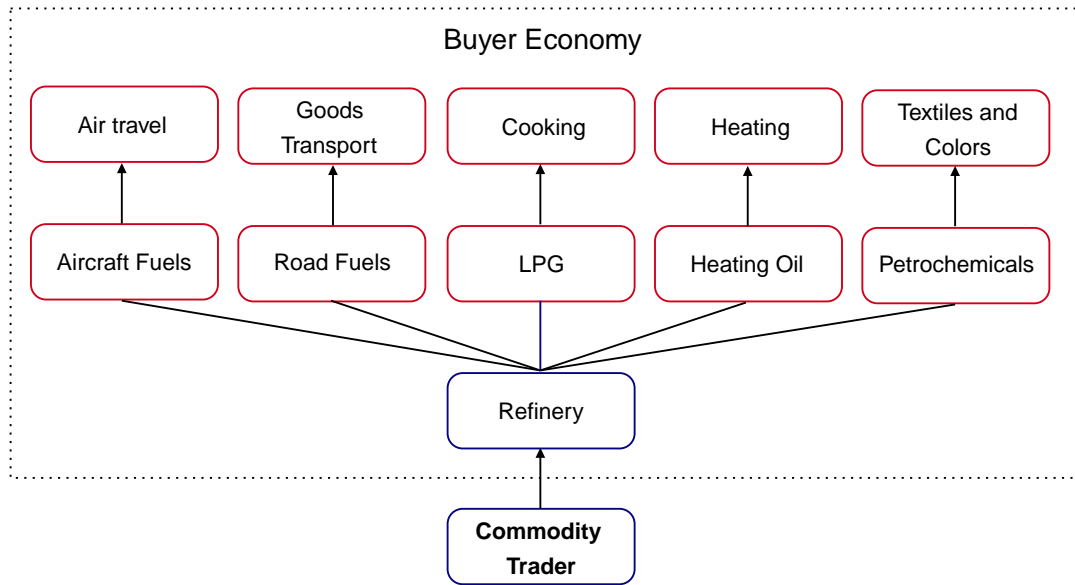 Buyer Economy
Air travel
Goods
Transport
Cooking
Heating
Textiles and
Colors
Aircraft Fuels
Road Fuels
LPG
Heating Oil
Petrochemicals
Refinery
Commodity
Trader